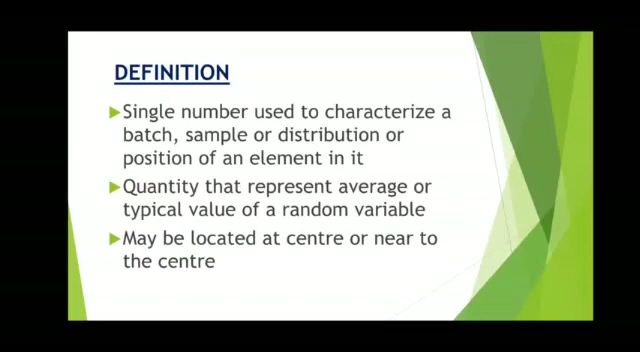 DEFINITION
Single number used to characterize a
batch, sample or distribution or
position of an element in it
Quantity that represent average or
typical value of a random variable
May be located at centre or near to
the centre